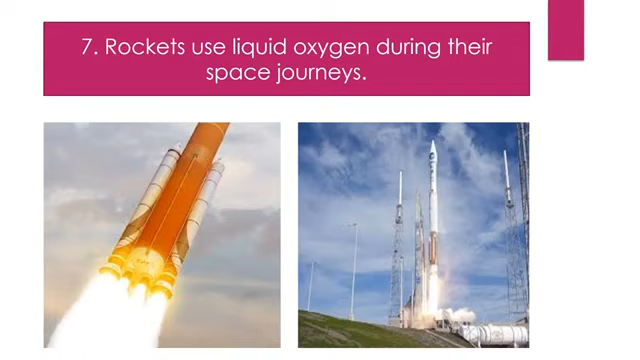 7. Rockets use liquid oxygen during their
space journeys.